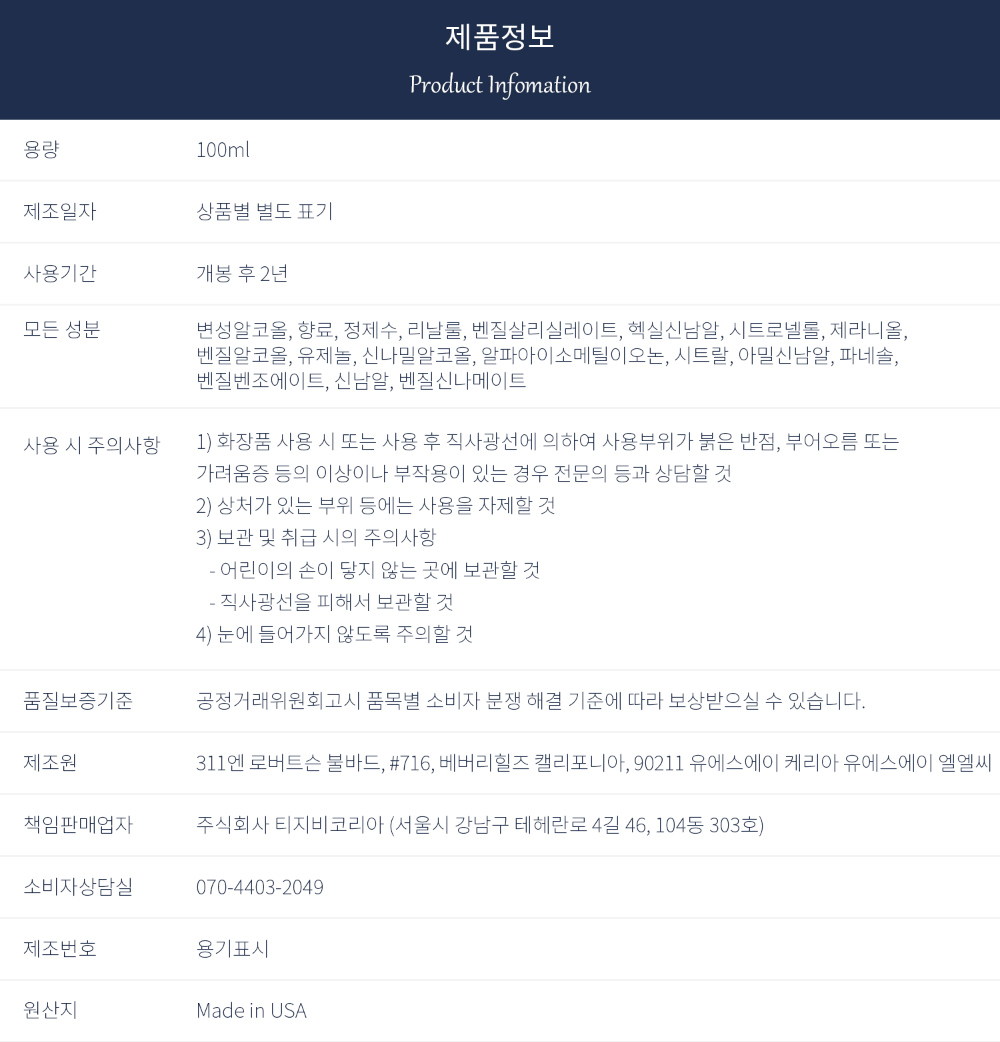 제품정보
Product Infomation
용량 100ml
제조일자 상품별 별도 표기
사용기간 개봉 후 2년
모든 성분 변성알코올, 향료, 정제수, 리날룰, 벤질살리실레이트, 헥실신남알, 시트로넬롤, 제라니올,
벤질알코올, 유제놀, 신나밀알코올, 알파아이소메틸이오논, 시트랄, 아밀신남알, 파네솔,
벤질벤조에이트, 신남알, 벤질신나메이트
사용 시 주의사항 1) 화장품 사용 시 또는 사용 후 직사광선에 의하여 사용부위가 붉은 반점, 부어오름 또는
가려움증 등의 이상이나 부작용이 있는 경우 전문의 등과 상담할 것
2) 상처가 있는 부위 등에는 사용을 자제할 것
3) 보관 및 취급 시의 주의사항
- 어린이의 손이 닿지 않는 곳에 보관할 것
- 직사광선을 피해서 보관할 것
4) 눈에 들어가지 않도록 주의할 것
품질보증기준 공정거래위원회고시 품목별 소비자 분쟁 해결 기준에 따라 보상받으실 수 있습니다.
제조원 311엔 로버트슨 불바드, #716, 베버리힐즈 캘리포니아, 90211 유에스에이 케리아 유에스에이 엘엘씨
책임판매업자 주식회사 티지비코리아 (서울시 강남구 테헤란로 4길 46, 104동 303호)
소비자상담실 070-4403-2049
제조번호 용기표시
원산지 Made in USA